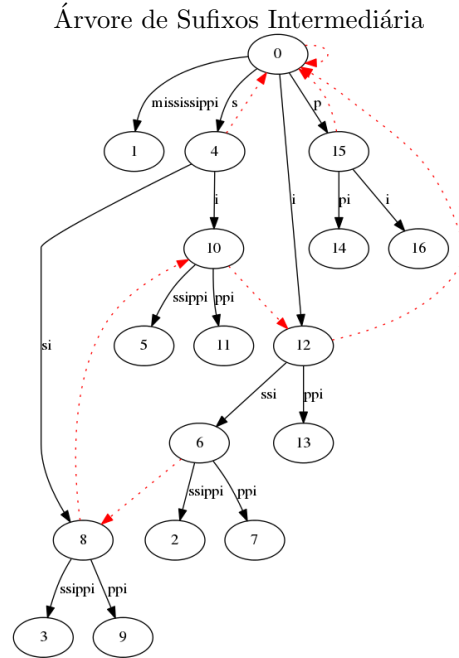 Árvore de Sufixos Intermediária
0
mississippi s p
1 4 15
i i pi i
10 14 16
ssippi ppi
si 5 11 12
ssi ppi
6 13
ssippi ppi
8 2 7
ssippi ppi
3 9